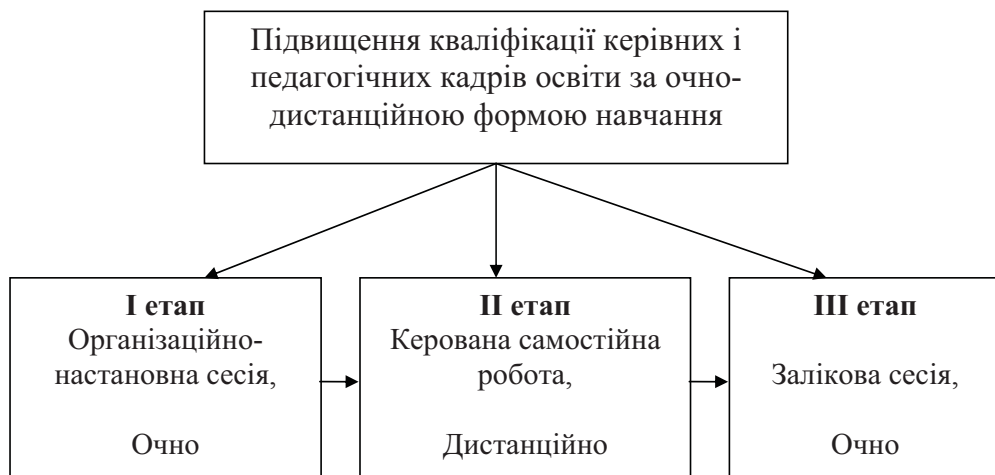 Підвищення кваліфікації керівних і
педагогічних кадрів освіти за очно-
дистанційною формою навчання
І етап
Організаційно-
настановна сесія,
Очно
ІІ етап
Керована самостійна
робота,
Дистанційно
ІІІ етап
Залікова сесія,
Очно